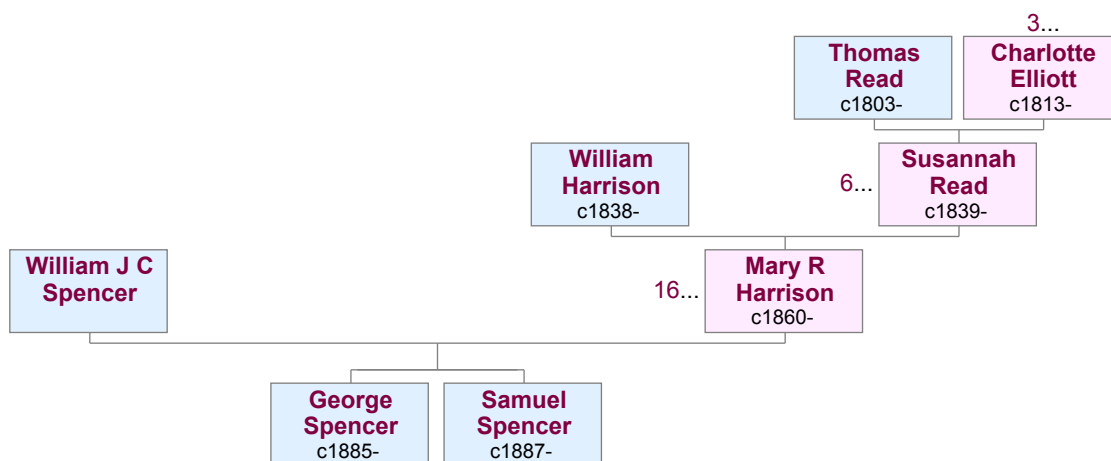 3...
Thomas
Read
c1803-
Charlotte
Elliott
c1813-
William
Harrison
c1838-
6...
Susannah
Read
c1839-
William J C
Spencer
16...
Mary R
Harrison
c1860-
George
Spencer
c1885-
Samuel
Spencer
c1887-